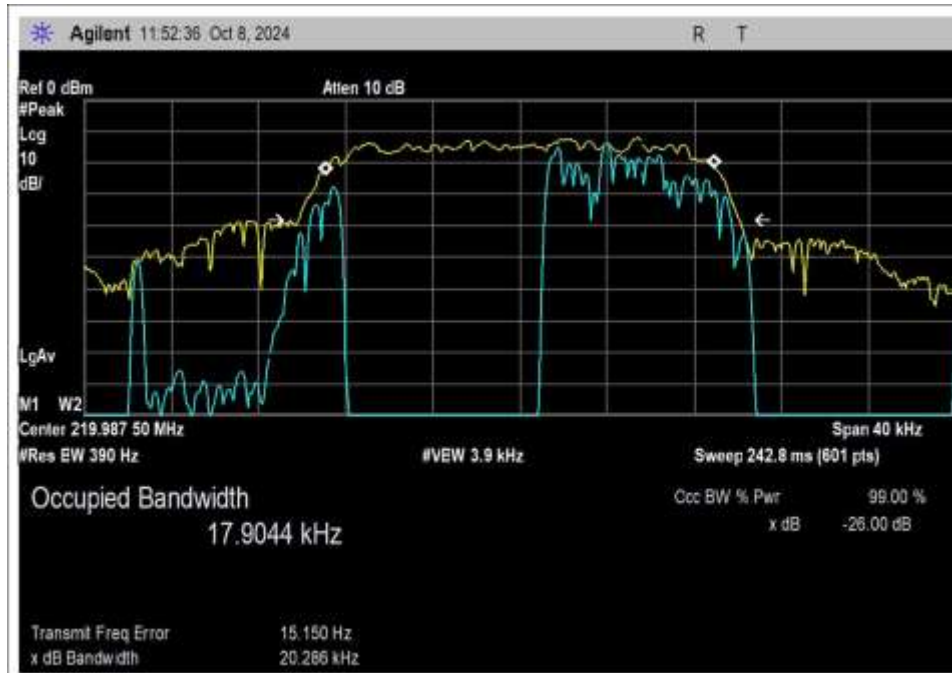 Agilent 11:52:36 Oct 8, 2024 R T
Ref 0 dBm Atten 10 dB
#Peak
Log
10
dB/
LgAv
M1 W2
Center 219.987 50 MHz Span 40 kHz
#Res EW 390 Hz #VEW 3.9 kHz Sweep 242.8 ms (601 pts)
Occupied Bandwidth Occ BW % Pwr 99.00 %
17.9044 kHz x dB -26.00 dB
Transmit Freq Error 15.150 Hz
x dB Bandwidth 20.286 kHz